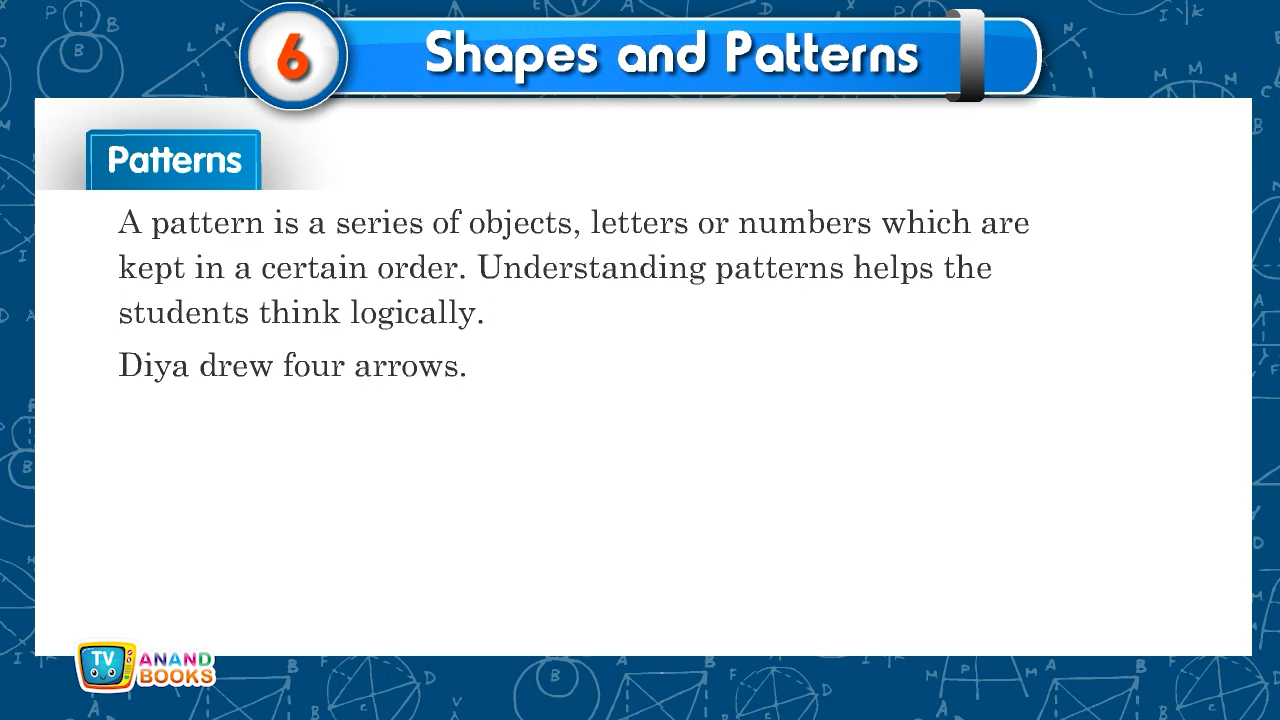 6
Shapes and Patterns
Patterns
A pattern is a series of objects, letters or numbers which are
kept in a certain order. Understanding patterns helps the
students think logically.
Diya drew four arrows.
TV
ANAND
BOOKS